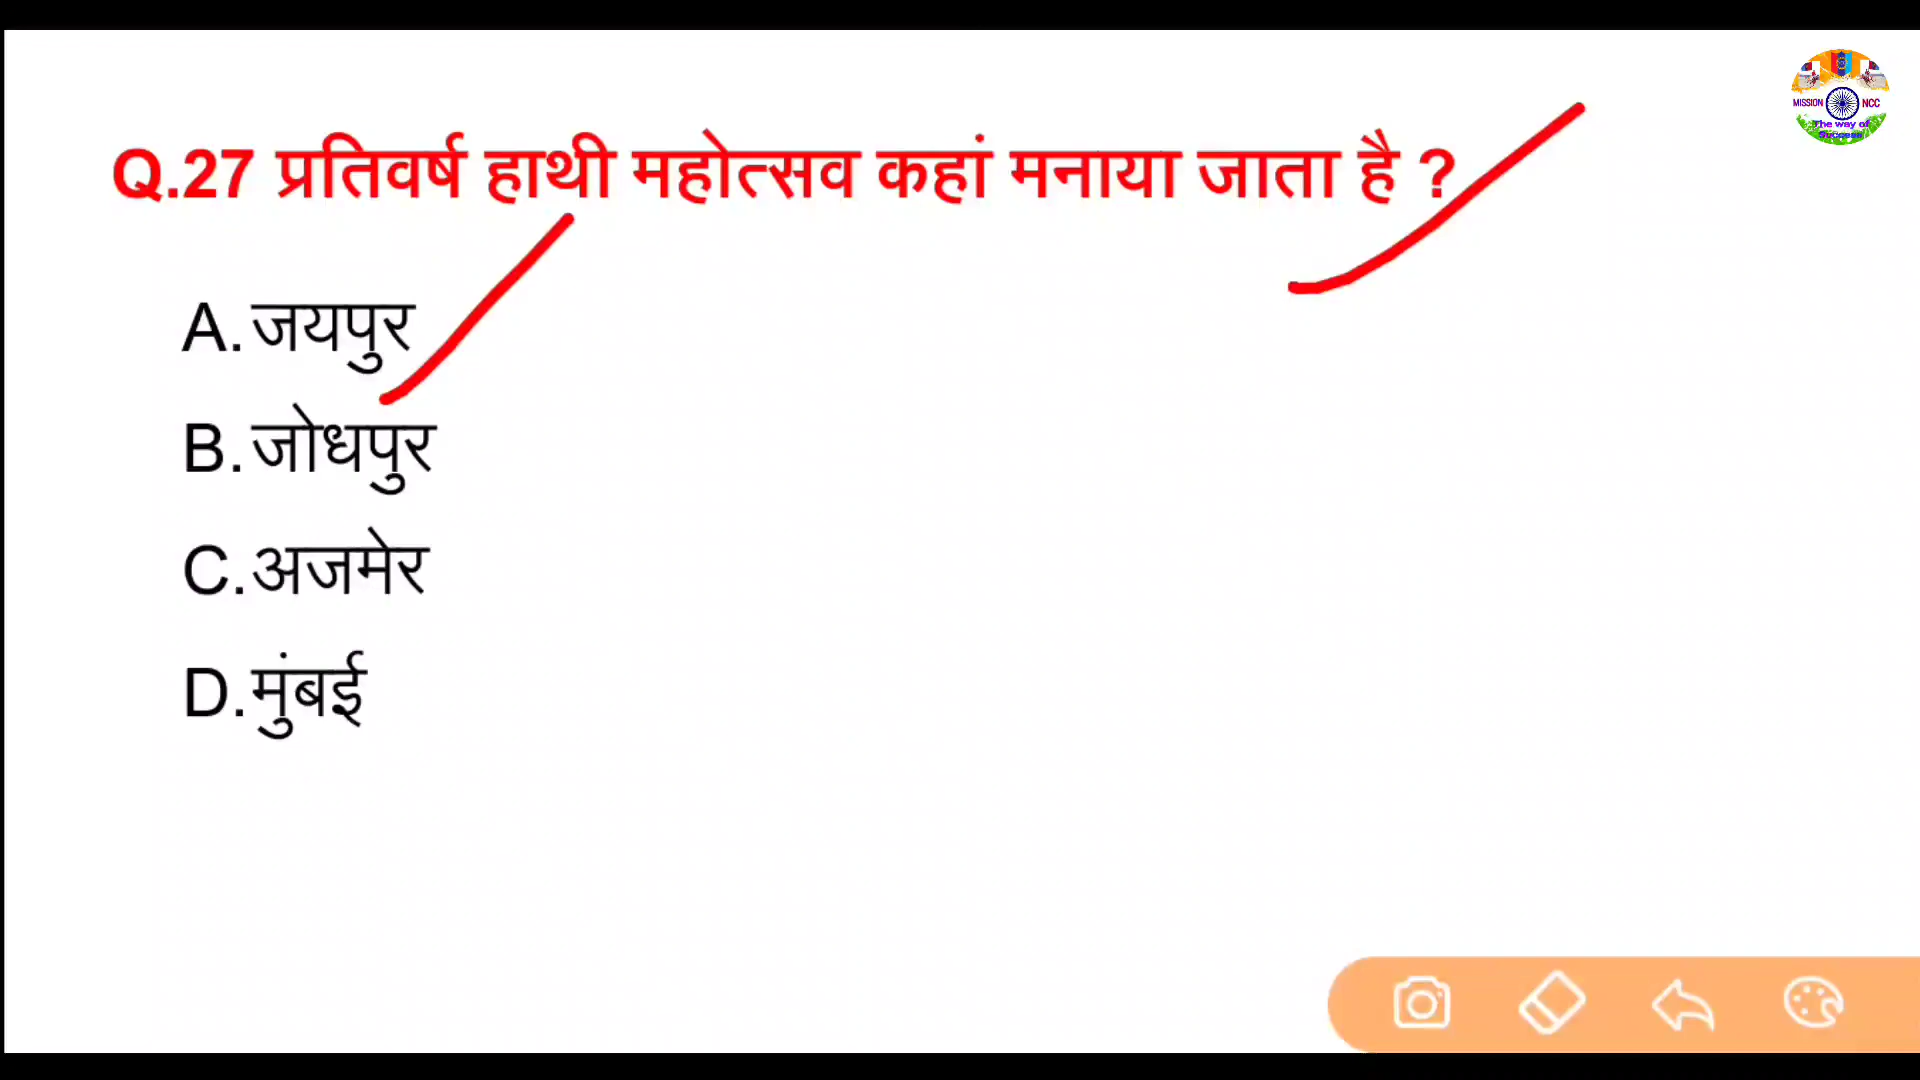 MISSION NCC
The way of
Success
Q.27 प्रतिवर्ष हाथी महोत्सव कहां मनाया जाता है ?
A.जयपुर
B.जोधपुर
C.अजमेर
D.मुंबई